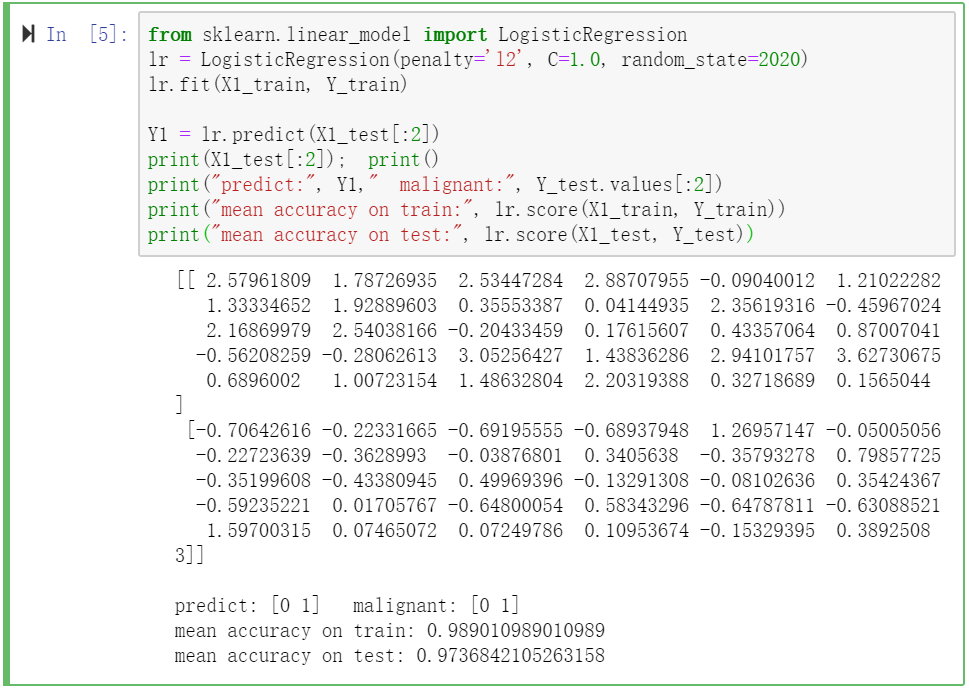 In [5]:
from sklearn.linear_model import LogisticRegression
lr = LogisticRegression(penalty='l2', C=1.0, random_state=2020)
lr.fit(X1_train, Y_train)
Y1 = lr.predict(X1_test[:2])
print(X1_test[:2]);  print()
print("predict:", Y1,"  malignant:", Y_test.values[:2])
print("mean accuracy on train:", lr.score(X1_train, Y_train))
print("mean accuracy on test:", lr.score(X1_test, Y_test))
[[ 2.57961809  1.78726935  2.53447284  2.88707955 -0.09040012  1.21022282
1.33334652  1.92889603  0.35553387  0.04144935  2.35619316 -0.45967024
2.16869979  2.54038166 -0.20433459  0.17615607  0.43357064  0.87007041
-0.56208259 -0.28062613  3.05256427  1.43836286  2.94101757  3.62730675
0.6896002   1.00723154  1.48632804  2.20319388  0.32718689  0.1565044
]
[-0.70642616 -0.22331665 -0.69195555 -0.68937948  1.26957147 -0.05005056
-0.22723639 -0.3628993  -0.03876801  0.3405638  -0.35793278  0.79857725
-0.35199608 -0.43380945  0.49969396 -0.13291308 -0.08102636  0.35424367
-0.59235221  0.01705767 -0.64800054  0.58343296 -0.64787811 -0.63088521
1.59700315  0.07465072  0.07249786  0.10953674 -0.15329395  0.3892508
3]]
predict: [0 1]   malignant: [0 1]
mean accuracy on train: 0.989010989010989
mean accuracy on test: 0.9736842105263158